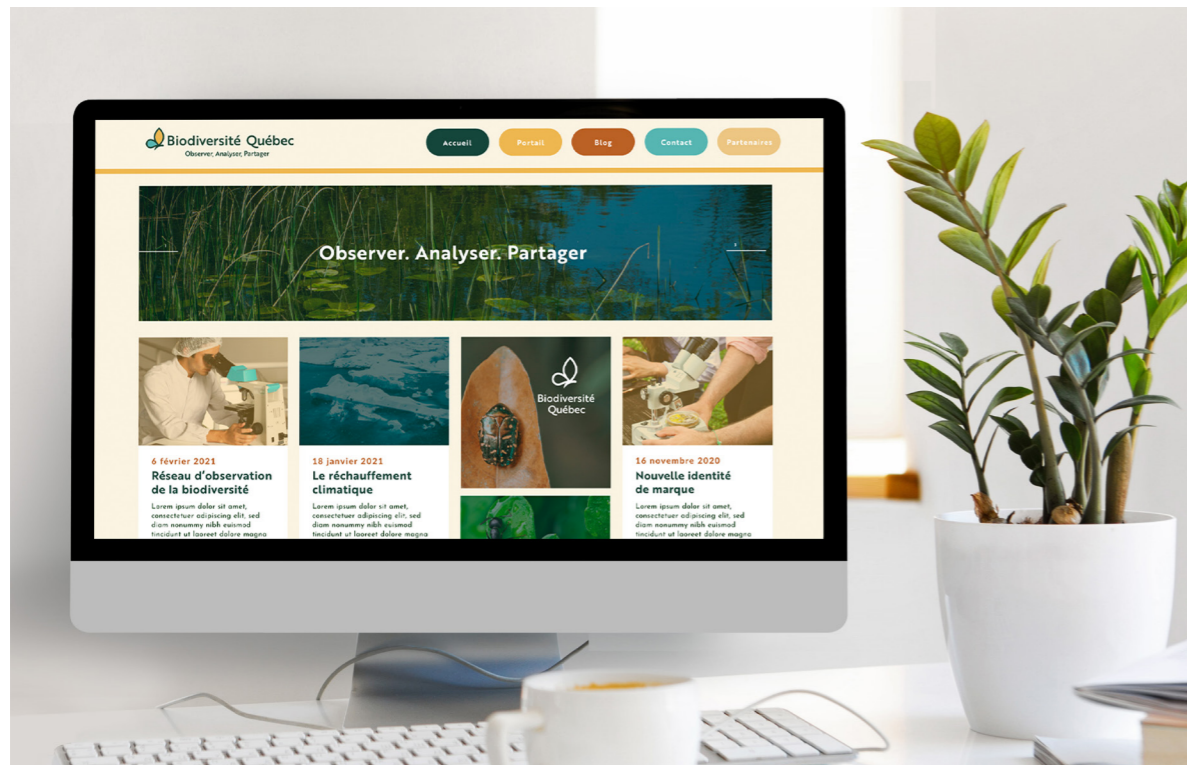 Biodiversité Québec
Observer, Analyser, Partager
Accueil
Portail
Blog
Contact
Partenaires
Observer. Analyser. Partager
6 février 2021
Réseau d'observation
de la biodiversité
Lorem ipsum dolor sit amet,
consectetuer adipiscing elit, sed
diam nonummy nibh euismod
tincidunt ut laoreet dolore magna
18 janvier 2021
Le réchauffement
climatique
Lorem ipsum dolor sit amet,
consectetuer adipiscing elit, sed
diam nonummy nibh euismod
tincidunt ut laoreet dolore magna
Biodiversité
Québec
16 novembre 2020
Nouvelle identité
de marque
Lorem ipsum dolor sit amet,
consectetuer adipiscing elit, sed
diam nonummy nibh euismod
tincidunt ut laoreet dolore magna